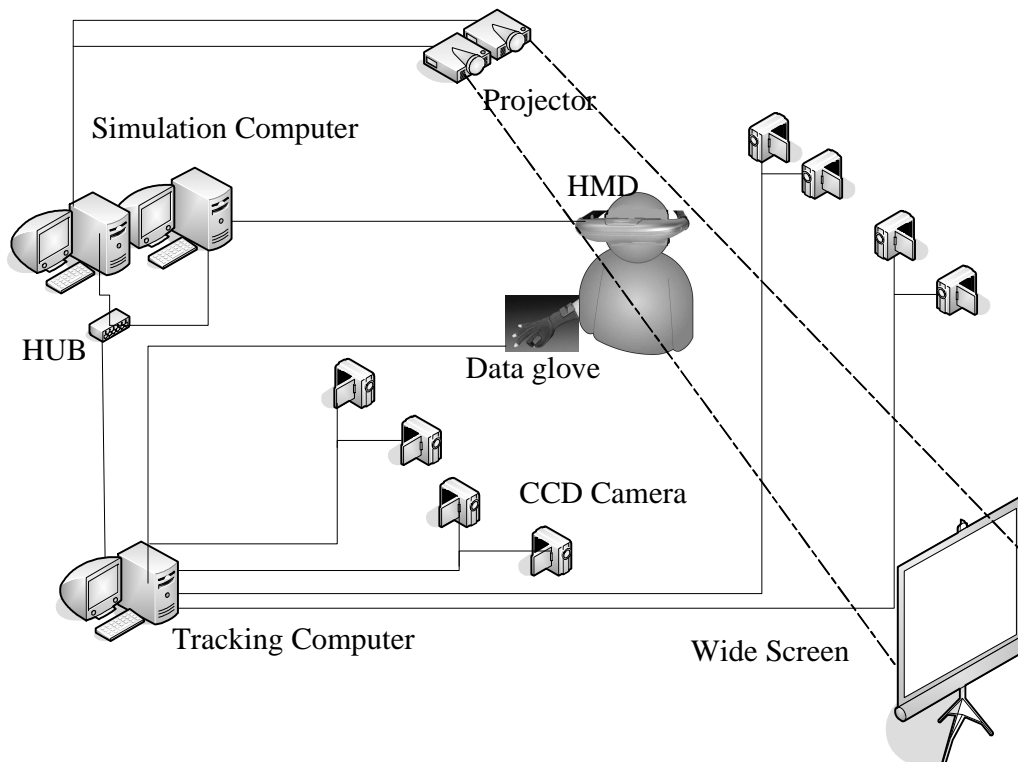 Projector
Simulation Computer
HMD
HUB
Data glove
CCD Camera
Tracking Computer
Wide Screen